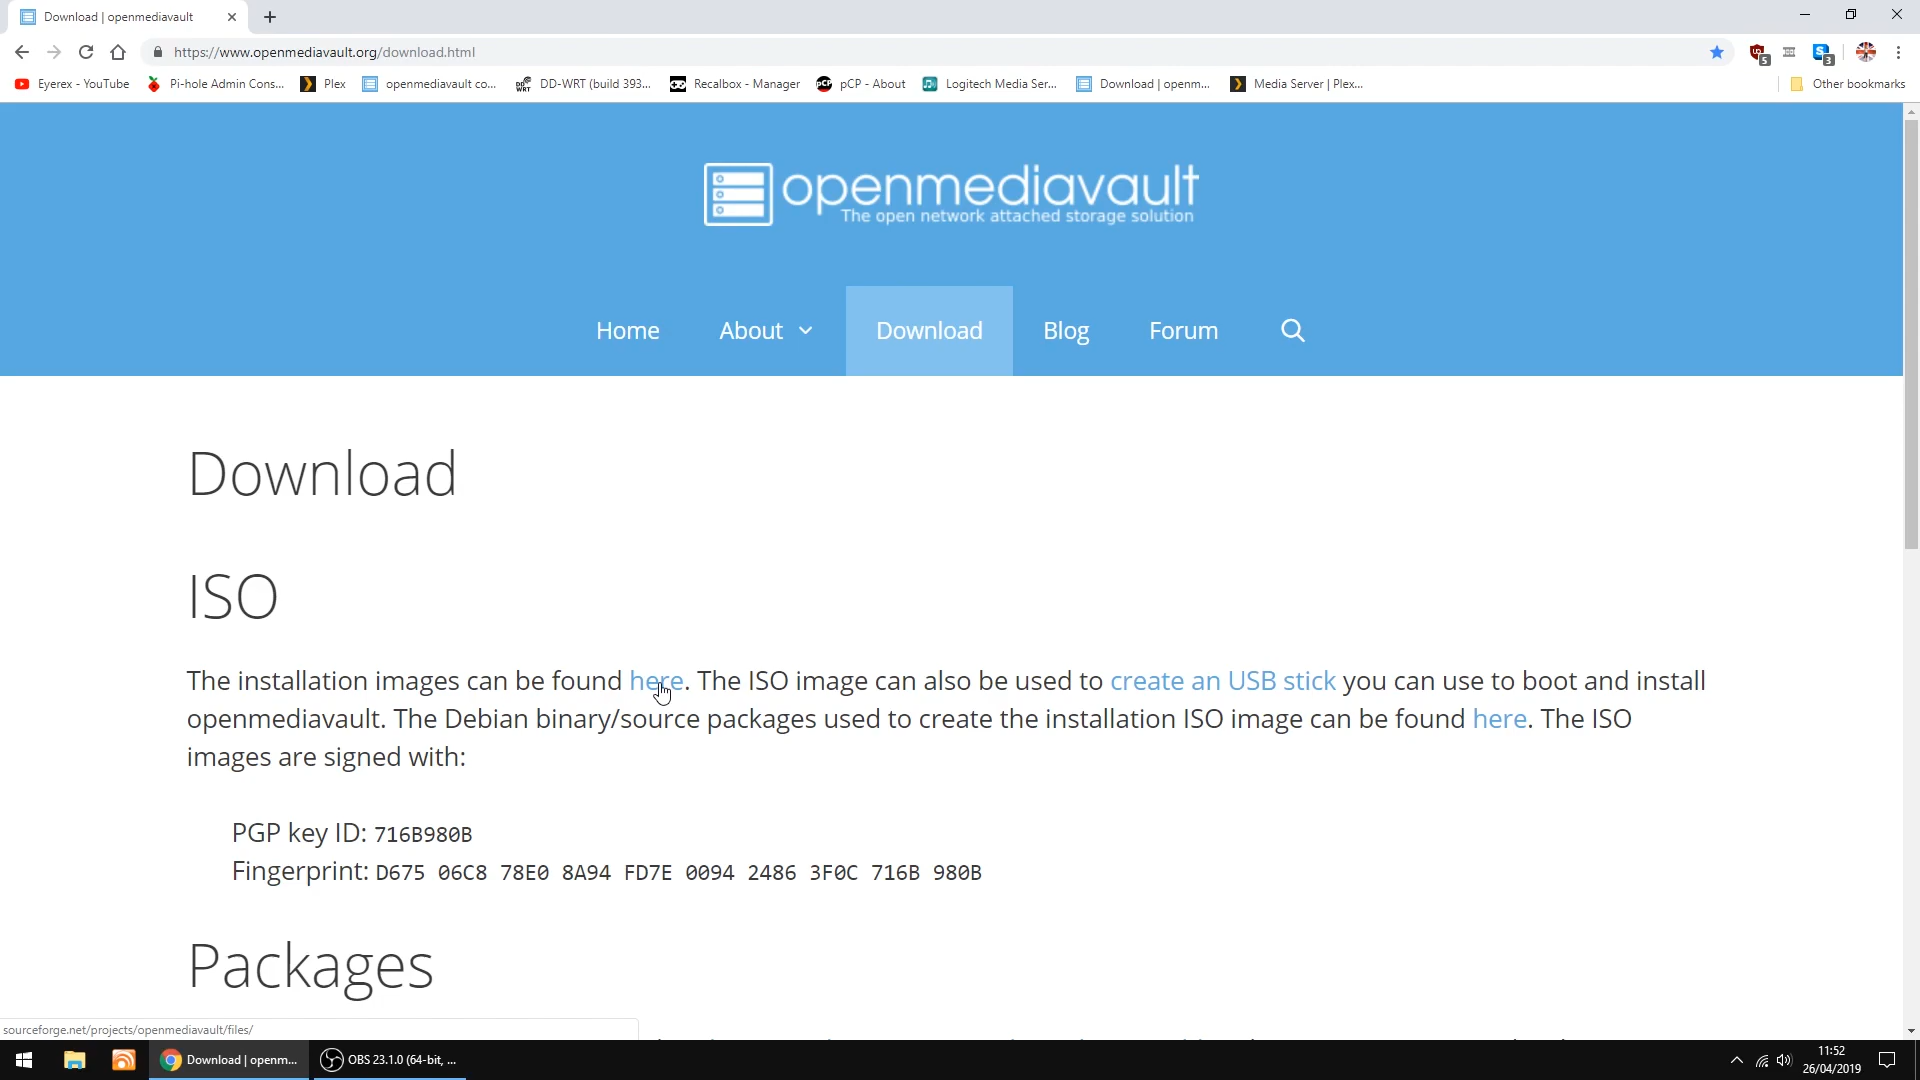 Download | openmediavault
https://www.openmediavault.org/download.html
5
3
Eyerex - YouTube
Pi-hole Admin Cons...
Plex
openmediavault co...
DD-WRT (build 393...
Recalbox - Manager
pCP - About
Logitech Media Ser...
Download | openm...
Media Server | Plex...
Other bookmarks
openmediavault
The open network attached storage solution
Home
About
Download
Blog
Forum
Download
ISO
The installation images can be found here. The ISO image can also be used to create an USB stick you can use to boot and install
openmediavault. The Debian binary/source packages used to create the installation ISO image can be found here. The ISO
images are signed with:
PGP key ID: 716B980B
Fingerprint: D675 06C8 78E0 8A94 FD7E 0094 2486 3F0C 716B 980B
Packages
sourceforge.net/projects/openmediavault/files/
Download | openm...
OBS 23.1.0 (64-bit, ...
11:52
26/04/2019